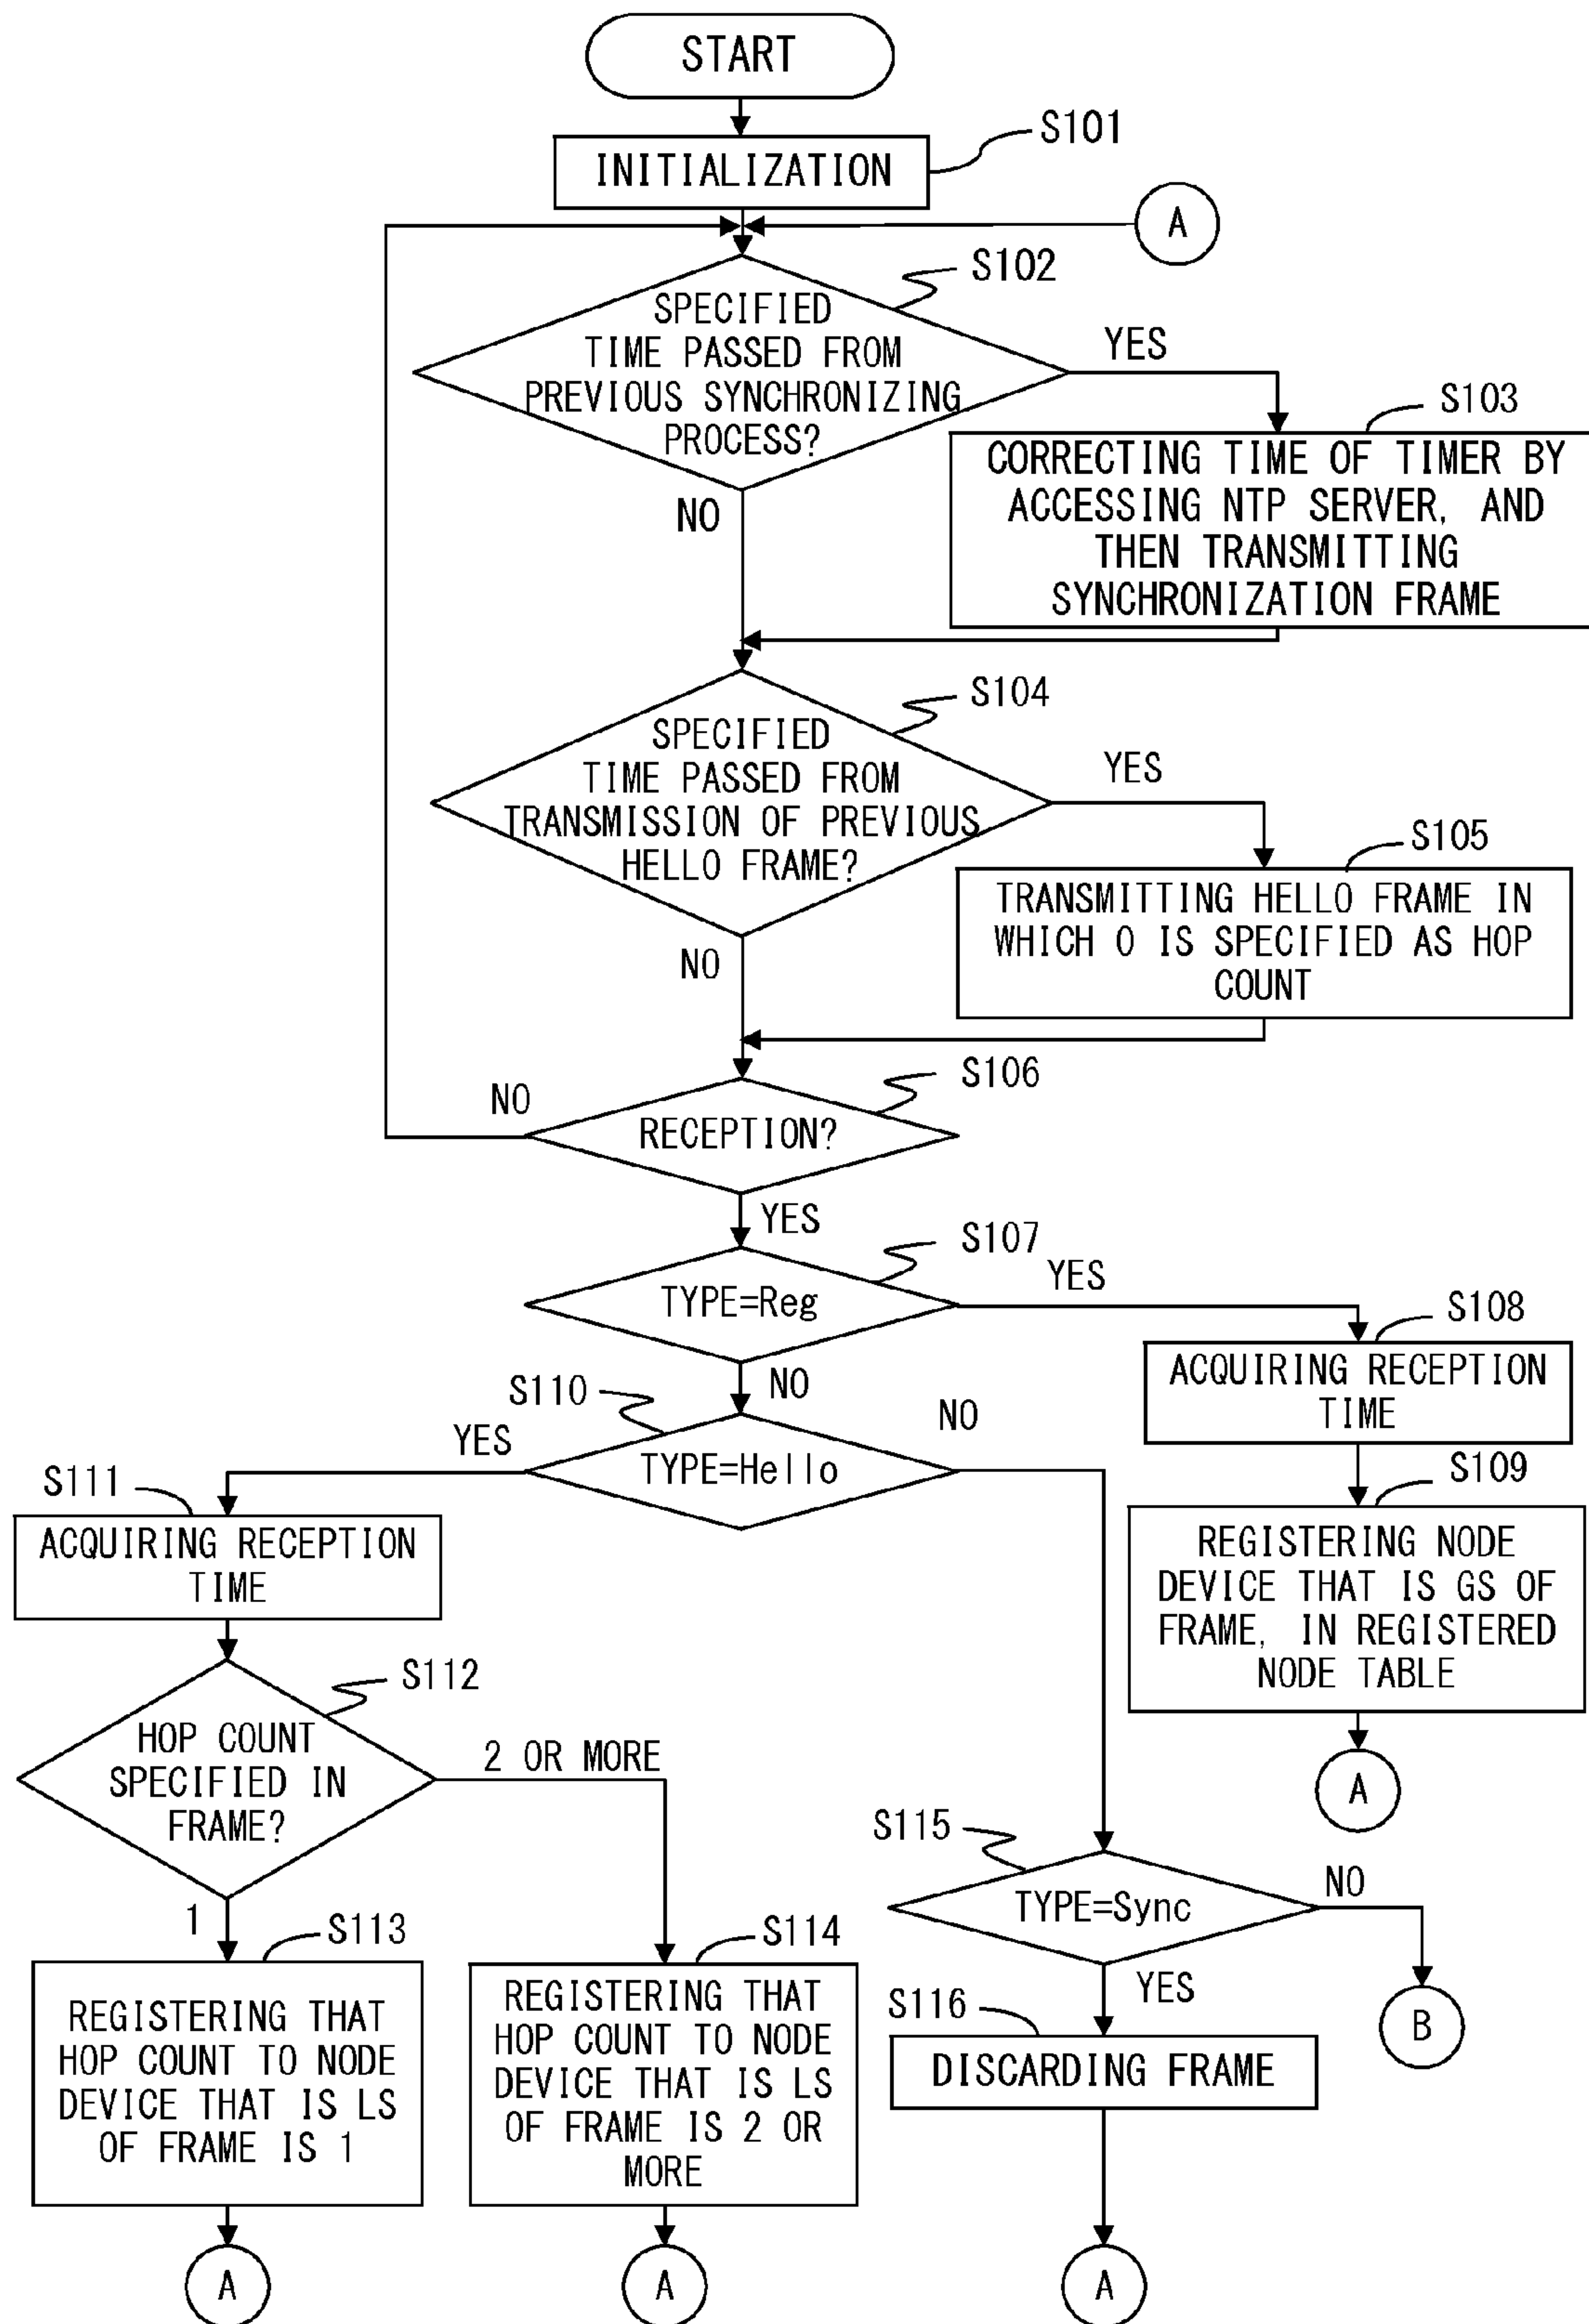 START
S101
INITIALIZATION
A
S102
SPECIFIED
TIME PASSED FROM
PREVIOUS SYNCHRONIZING
PROCESS?
YES
NO
S103
CORRECTING TIME OF TIMER BY
ACCESSING NTP SERVER, AND
THEN TRANSMITTING
SYNCHRONIZATION FRAME
S104
SPECIFIED
TIME PASSED FROM
TRANSMISSION OF PREVIOUS
HELLO FRAME?
YES
NO
S105
TRANSMITTING HELLO FRAME IN
WHICH 0 IS SPECIFIED AS HOP
COUNT
S106
NO
RECEPTION?
YES
S107
TYPE=Reg
YES
NO
S108
ACQUIRING RECEPTION
TIME
S109
REGISTERING NODE
DEVICE THAT IS GS OF
FRAME, IN REGISTERED
NODE TABLE
A
S110
YES
NO
TYPE=Hello
S111
ACQUIRING RECEPTION
TIME
S112
HOP COUNT
SPECIFIED IN
FRAME?
2 OR MORE
1
S113
REGISTERING THAT
HOP COUNT TO NODE
DEVICE THAT IS LS
OF FRAME IS 1
A
S114
REGISTERING THAT
HOP COUNT TO NODE
DEVICE THAT IS LS
OF FRAME IS 2 OR
MORE
A
S115
TYPE=Sync
NO
YES
B
S116
DISCARDING FRAME
A